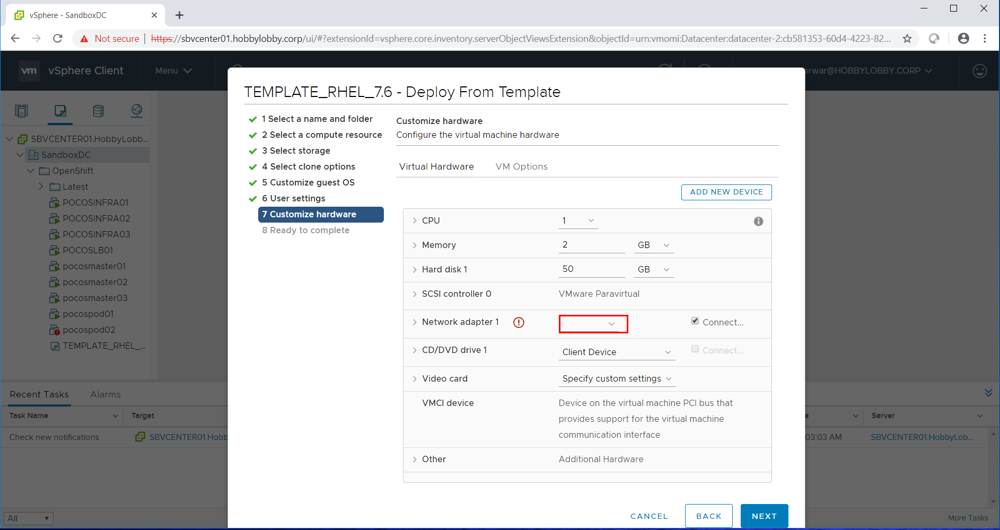 vSphere - SandboxDC
Not secure | https://sbvcenter01.hobbylobby.corp/ui/#?extensionId=vsphere.core.inventory.serverObjectViewsExtension&objectId=urn:vmomi:Datacenter:datacenter-2:cb581353-60d4-4223-82...
vm vSphere Client Menu orwar@HOBBYLOBBY.CORP
SBVCENTER01.HobbyLobb...
SandboxDC
OpenShift
Latest
POCOSINFRA01
POCOSINFRA02
POCOSINFRA03
POCOSLB01
pocosmaster01
pocosmaster02
pocosmaster03
pocospod01
pocospod02
TEMPLATE_RHEL_...
TEMPLATE_RHEL_7.6 - Deploy From Template
1 Select a name and folder
2 Select a compute resource
3 Select storage
4 Select clone options
5 Customize guest OS
6 User settings
7 Customize hardware
8 Ready to complete
Customize hardware
Configure the virtual machine hardware
Virtual Hardware VM Options
ADD NEW DEVICE
CPU 1
Memory 2 GB
Hard disk 1 50 GB
SCSI controller 0 VMware Paravirtual
Network adapter 1 Connect...
CD/DVD drive 1 Client Device Connect...
Video card Specify custom settings
VMCI device Device on the virtual machine PCI bus that
provides support for the virtual machine
communication interface
Other Additional Hardware
CANCEL BACK NEXT
Recent Tasks Alarms
Task Name Target e Server
Check new notifications SBVCENTER01.Hobb 03:03 AM SBVCENTER01.HobbyLob...
All More Tasks